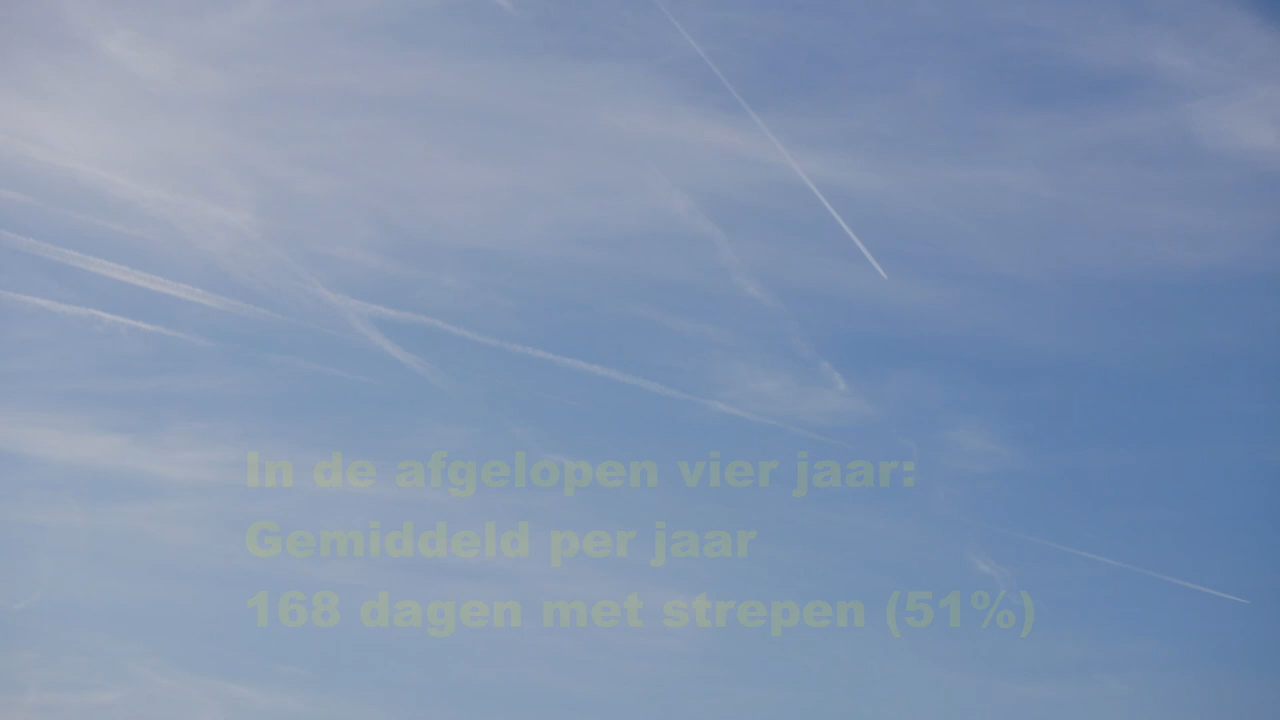 In de afgelopen vier jaar:
Gemiddeld per jaar
168 dagen met strepen (51%)